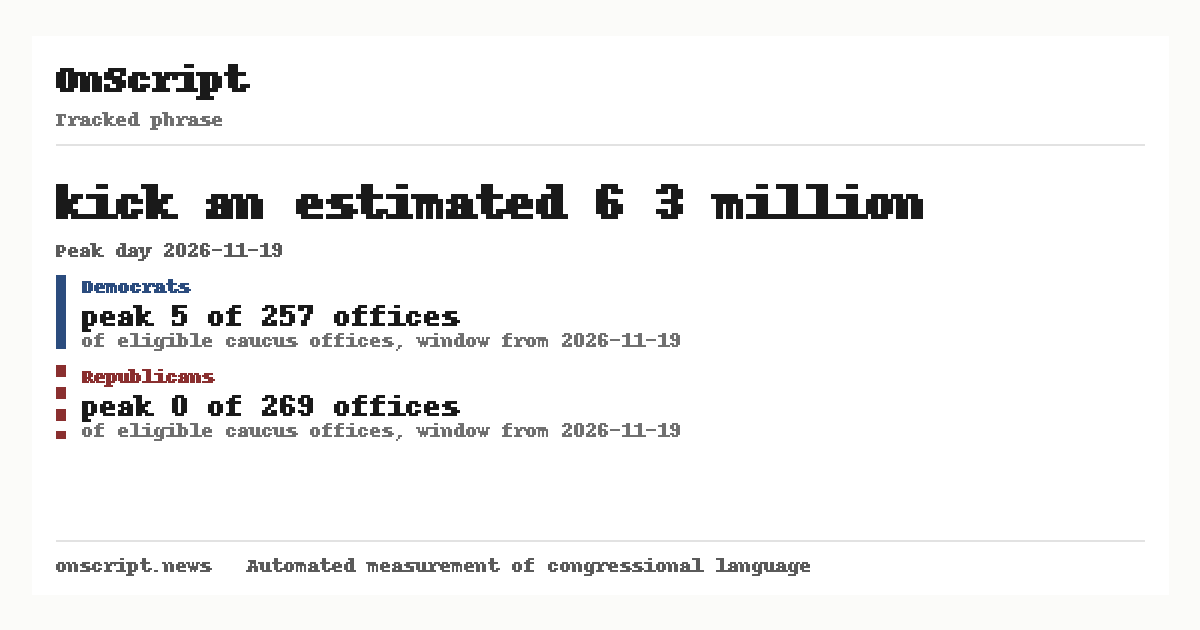 OnScript
Tracked phrase
kick an estimated 6 3 million
Peak day 2026-11-19
Democrats
peak 5 of 257 offices
of eligible caucus offices, window from 2026-11-19
Republicans
peak 0 of 269 offices
of eligible caucus offices, window from 2026-11-19
onscript.news Automated measurement of congressional language